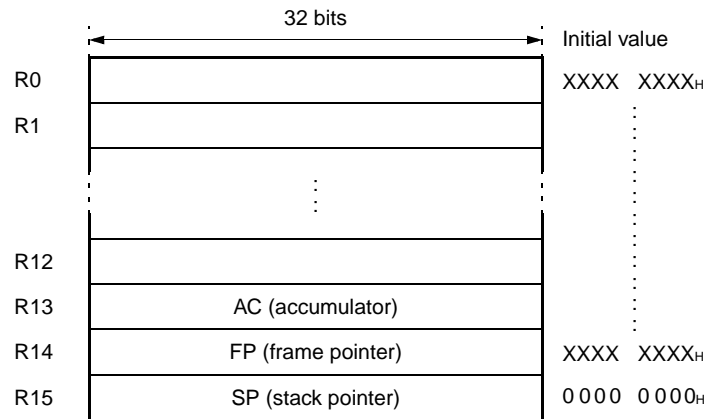 32 bits
Initial value
R0 XXXX XXXXH
R1
R12
R13 AC (accumulator)
R14 FP (frame pointer) XXXX XXXXH
R15 SP (stack pointer) 0000 0000H